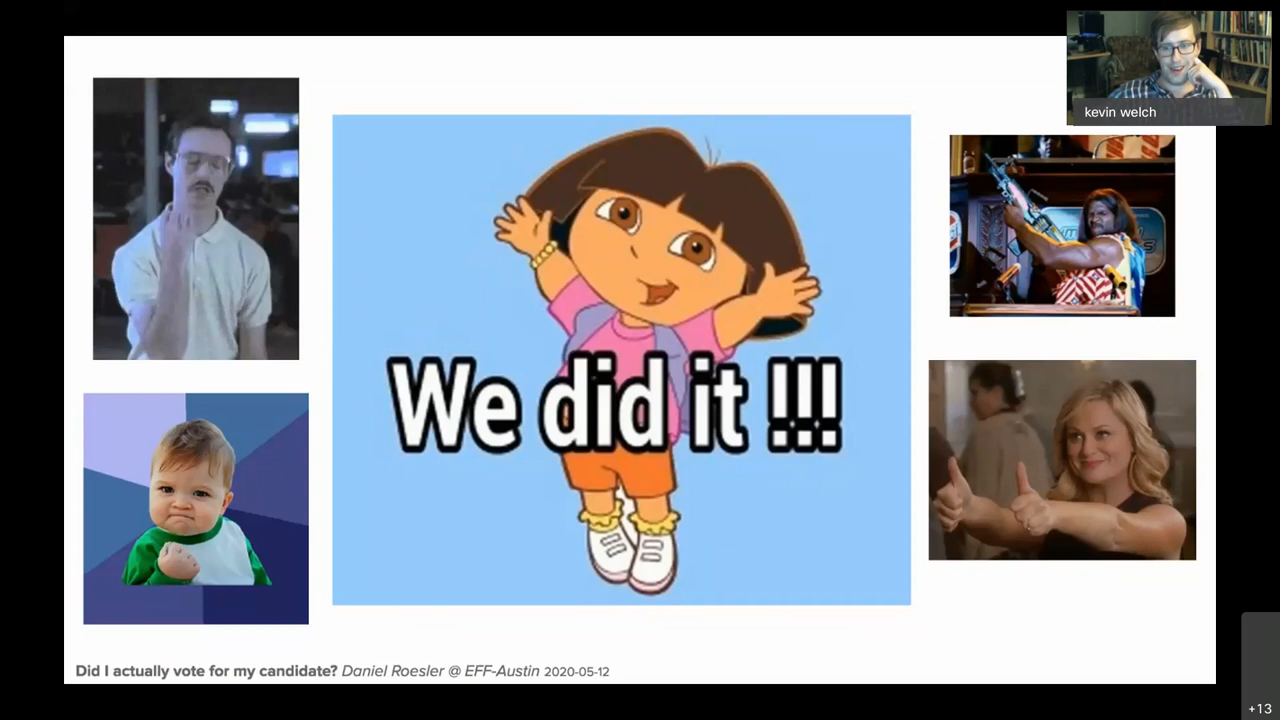 kevin welch
We did it !!!
Did I actually vote for my candidate? Daniel Roesler @ EFF-Austin 2020-05-12
+13